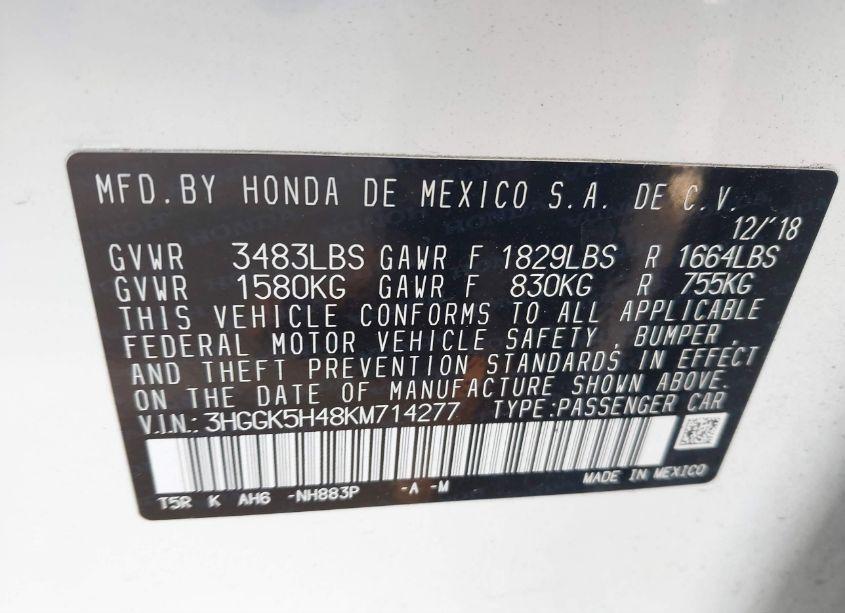 MFD.BY HONDA DE MEXICO S.A. DE C.V.
12/'18
GVWR 3483LBS GAWR F 1829LBS R 1664LBS
GVWR 1580KG GAWR F 830KG R 755KG
THIS VEHICLE CONFORMS TO ALL APPLICABLE
FEDERAL MOTOR VEHICLE SAFETY, BUMPER,
AND THEFT PREVENTION STANDARDS IN EFFECT
ON THE DATE OF MANUFACTURE SHOWN ABOVE.
V.I.N.: 3HGGK5H48KM714277 TYPE:PASSENGER CAR
MADE IN MEXICO
T5R K AH6 -NH883P -A -M